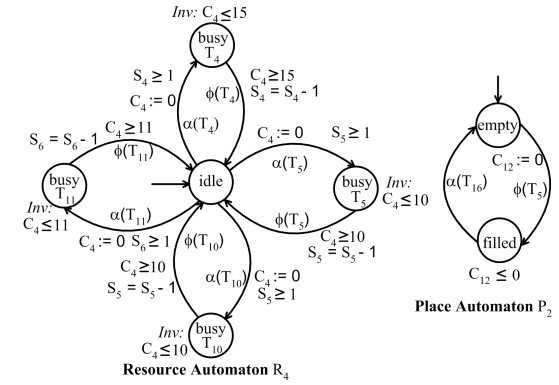 Inv: C₄≤15
busy
T₄
S₄ ≥ 1
C₄ := 0
α(T₄)
ϕ(T₄)
C₄≥15
S₄ = S₄ - 1
S₆ = S₆ - 1
C₄≥11
ϕ(T₁₁)
busy
T₁₁
Inv:
C₄≤11
α(T₁₁)
C₄ := 0 S₆ ≥ 1
idle
C₄ := 0
S₅ ≥ 1
α(T₅)
busy
T₅
Inv:
C₄≤10
ϕ(T₅)
C₄≥10
S₅ = S₅ - 1
ϕ(T₁₀)
C₄≥10
S₅ = S₅ - 1
α(T₁₀)
C₄ := 0
S₅ ≥ 1
Inv:
C₄≤10
busy
T₁₀
Resource Automaton R₄
empty
C₁₂ := 0
α(T₁₆)
ϕ(T₅)
filled
C₁₂ ≤ 0
Place Automaton P₂